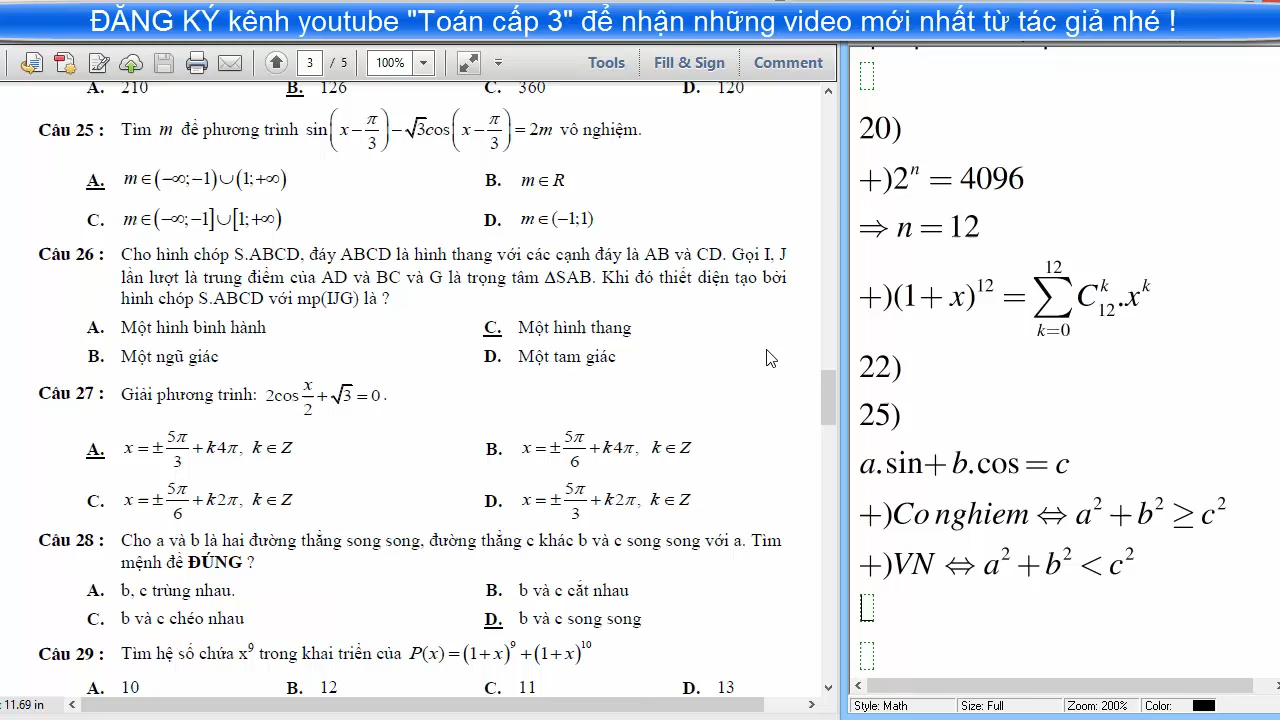 ĐĂNG KÝ kênh youtube "Toán cấp 3" để nhận những video mới nhất từ tác giả nhé !
3 / 5 100% Tools Fill & Sign Comment
A. 210 B. 126 C. 360 D. 120
Câu 25 : Tìm m để phương trình sin(x − π/3) − √3cos(x − π/3) = 2m vô nghiệm.
A. m∈(−∞;−1)∪(1;+∞) B. m∈R
C. m∈(−∞;−1]∪[1;+∞) D. m∈(−1;1)
Câu 26 : Cho hình chóp S.ABCD, đáy ABCD là hình thang với các cạnh đáy là AB và CD. Gọi I, J
lần lượt là trung điểm của AD và BC và G là trọng tâm ΔSAB. Khi đó thiết diện tạo bởi
hình chóp S.ABCD với mp(IJG) là ?
A. Một hình bình hành C. Một hình thang
B. Một ngũ giác D. Một tam giác
Câu 27 : Giải phương trình: 2cos x/2 + √3 = 0.
A. x = ± 5π/3 + k4π, k∈Z B. x = ± 5π/6 + k4π, k∈Z
C. x = ± 5π/6 + k2π, k∈Z D. x = ± 5π/3 + k2π, k∈Z
Câu 28 : Cho a và b là hai đường thẳng song song, đường thẳng c khác b và c song song với a. Tìm
mệnh đề ĐÚNG ?
A. b, c trùng nhau. B. b và c cắt nhau
C. b và c chéo nhau D. b và c song song
Câu 29 : Tìm hệ số chứa x⁹ trong khai triển của P(x) = (1+x)⁹ + (1+x)¹⁰
A. 10 B. 12 C. 11 D. 13
11.69 in
20)
+)2ⁿ = 4096
⇒ n = 12
+)(1 + x)¹² = ∑_{k=0}^{12} C_{12}^{k}.x^k
22)
25)
a.sin+ b.cos = c
+)Co nghiem ⇔ a² + b² ≥ c²
+)VN ⇔ a² + b² < c²
Style: Math Size: Full Zoom: 200% Color: